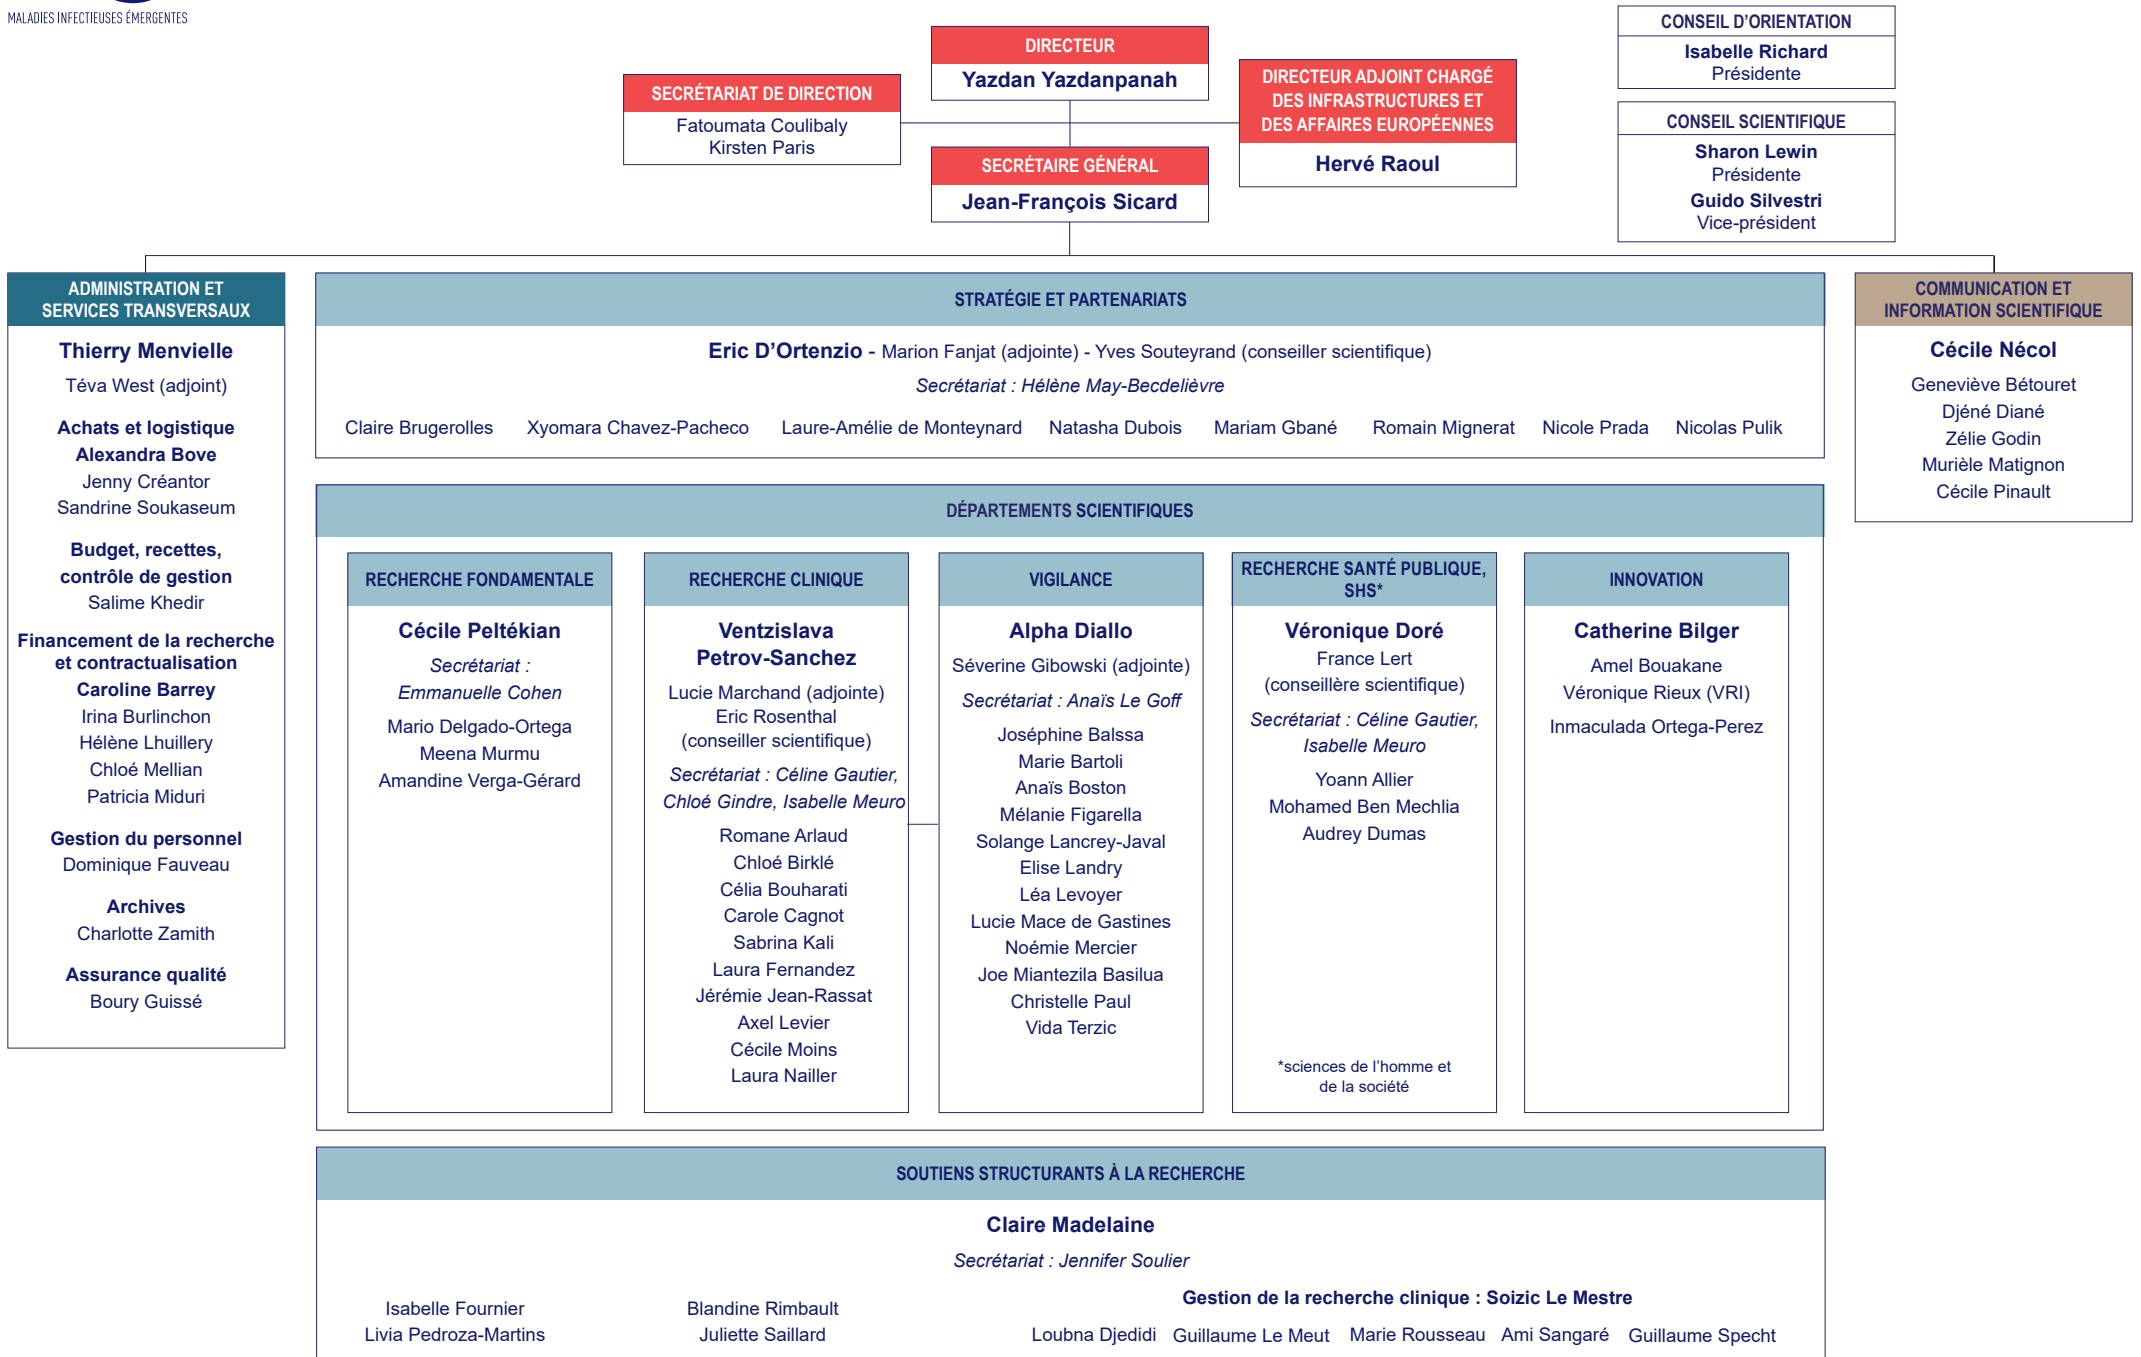 MALADIES INFECTIEUSES ÉMERGENTES
DIRECTEUR
Yazdan Yazdanpanah
SECRÉTARIAT DE DIRECTION
Fatoumata Coulibaly
Kirsten Paris
DIRECTEUR ADJOINT CHARGÉ
DES INFRASTRUCTURES ET
DES AFFAIRES EUROPÉENNES
Hervé Raoul
SECRÉTAIRE GÉNÉRAL
Jean-François Sicard
CONSEIL D'ORIENTATION
Isabelle Richard
Présidente
CONSEIL SCIENTIFIQUE
Sharon Lewin
Présidente
Guido Silvestri
Vice-président
ADMINISTRATION ET
SERVICES TRANSVERSAUX
Thierry Menvielle
Téva West (adjoint)
Achats et logistique
Alexandra Bove
Jenny Créantor
Sandrine Soukaseum
Budget, recettes,
contrôle de gestion
Salime Khedir
Financement de la recherche
et contractualisation
Caroline Barrey
Irina Burlinchon
Hélène Lhuillery
Chloé Mellian
Patricia Miduri
Gestion du personnel
Dominique Fauveau
Archives
Charlotte Zamith
Assurance qualité
Boury Guissé
STRATÉGIE ET PARTENARIATS
Eric D'Ortenzio - Marion Fanjat (adjointe) - Yves Souteyrand (conseiller scientifique)
Secrétariat : Hélène May-Becdelièvre
Claire Brugerolles Xyomara Chavez-Pacheco Laure-Amélie de Monteynard Natasha Dubois Mariam Gbané Romain Mignerat Nicole Prada Nicolas Pulik
COMMUNICATION ET
INFORMATION SCIENTIFIQUE
Cécile Nécol
Geneviève Bétouret
Djéné Diané
Zélie Godin
Murièle Matignon
Cécile Pinault
DÉPARTEMENTS SCIENTIFIQUES
RECHERCHE FONDAMENTALE
Cécile Peltékian
Secrétariat :
Emmanuelle Cohen
Mario Delgado-Ortega
Meena Murmu
Amandine Verga-Gérard
RECHERCHE CLINIQUE
Ventzislava
Petrov-Sanchez
Lucie Marchand (adjointe)
Eric Rosenthal
(conseiller scientifique)
Secrétariat : Céline Gautier,
Chloé Gindre, Isabelle Meuro
Romane Arlaud
Chloé Birklé
Célia Bouharati
Carole Cagnot
Sabrina Kali
Laura Fernandez
Jérémie Jean-Rassat
Axel Levier
Cécile Moins
Laura Nailler
VIGILANCE
Alpha Diallo
Séverine Gibowski (adjointe)
Secrétariat : Anaïs Le Goff
Joséphine Balssa
Marie Bartoli
Anaïs Boston
Mélanie Figarella
Solange Lancrey-Javal
Elise Landry
Léa Levoyer
Lucie Mace de Gastines
Noémie Mercier
Joe Miantezila Basilua
Christelle Paul
Vida Terzic
RECHERCHE SANTÉ PUBLIQUE,
SHS*
Véronique Doré
France Lert
(conseillère scientifique)
Secrétariat : Céline Gautier,
Isabelle Meuro
Yoann Allier
Mohamed Ben Mechlia
Audrey Dumas
*sciences de l'homme et
de la société
INNOVATION
Catherine Bilger
Amel Bouakane
Véronique Rieux (VRI)
Inmaculada Ortega-Perez
SOUTIENS STRUCTURANTS À LA RECHERCHE
Claire Madelaine
Secrétariat : Jennifer Soulier
Isabelle Fournier
Livia Pedroza-Martins
Blandine Rimbault
Juliette Saillard
Gestion de la recherche clinique : Soizic Le Mestre
Loubna Djedidi Guillaume Le Meut Marie Rousseau Ami Sangaré Guillaume Specht